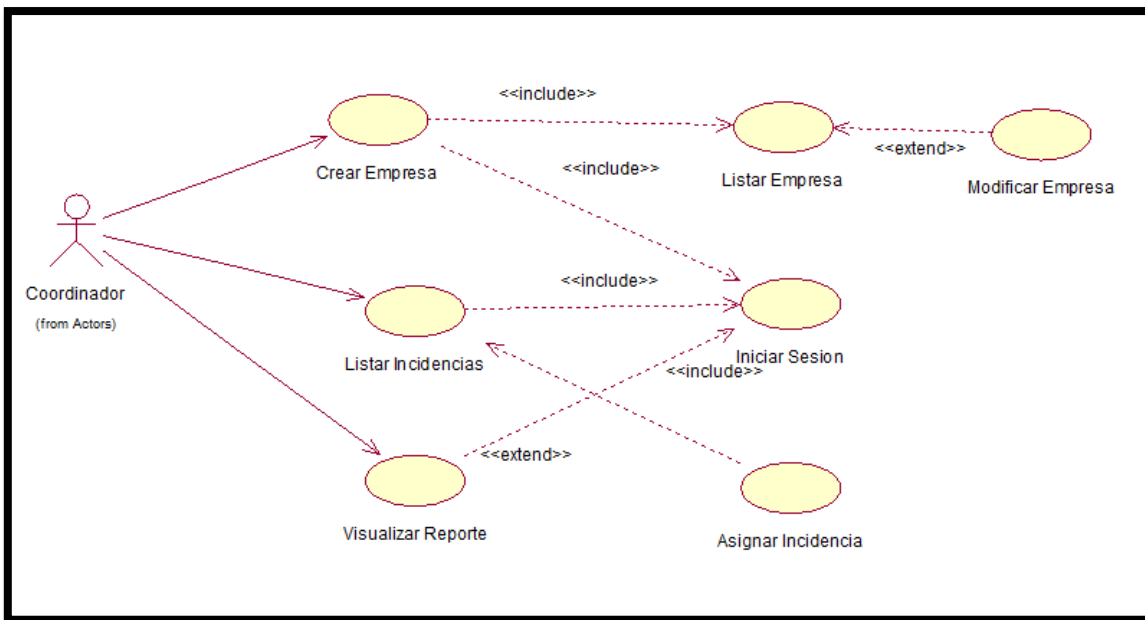 <<include>>
Crear Empresa
<<include>>
Listar Empresa
<<extend>>
Modificar Empresa
Coordinador
(from Actors)
<<include>>
Listar Incidencias
Iniciar Sesion
<<include>>
<<extend>>
Visualizar Reporte
Asignar Incidencia